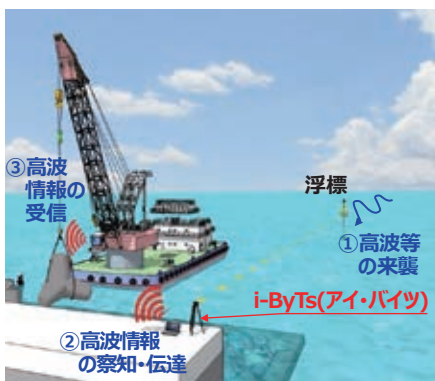 ③高波
情報の
受信
浮標
①高波等
の来襲
i-ByTs(アイ・バイツ)
②高波情報
の察知・伝達